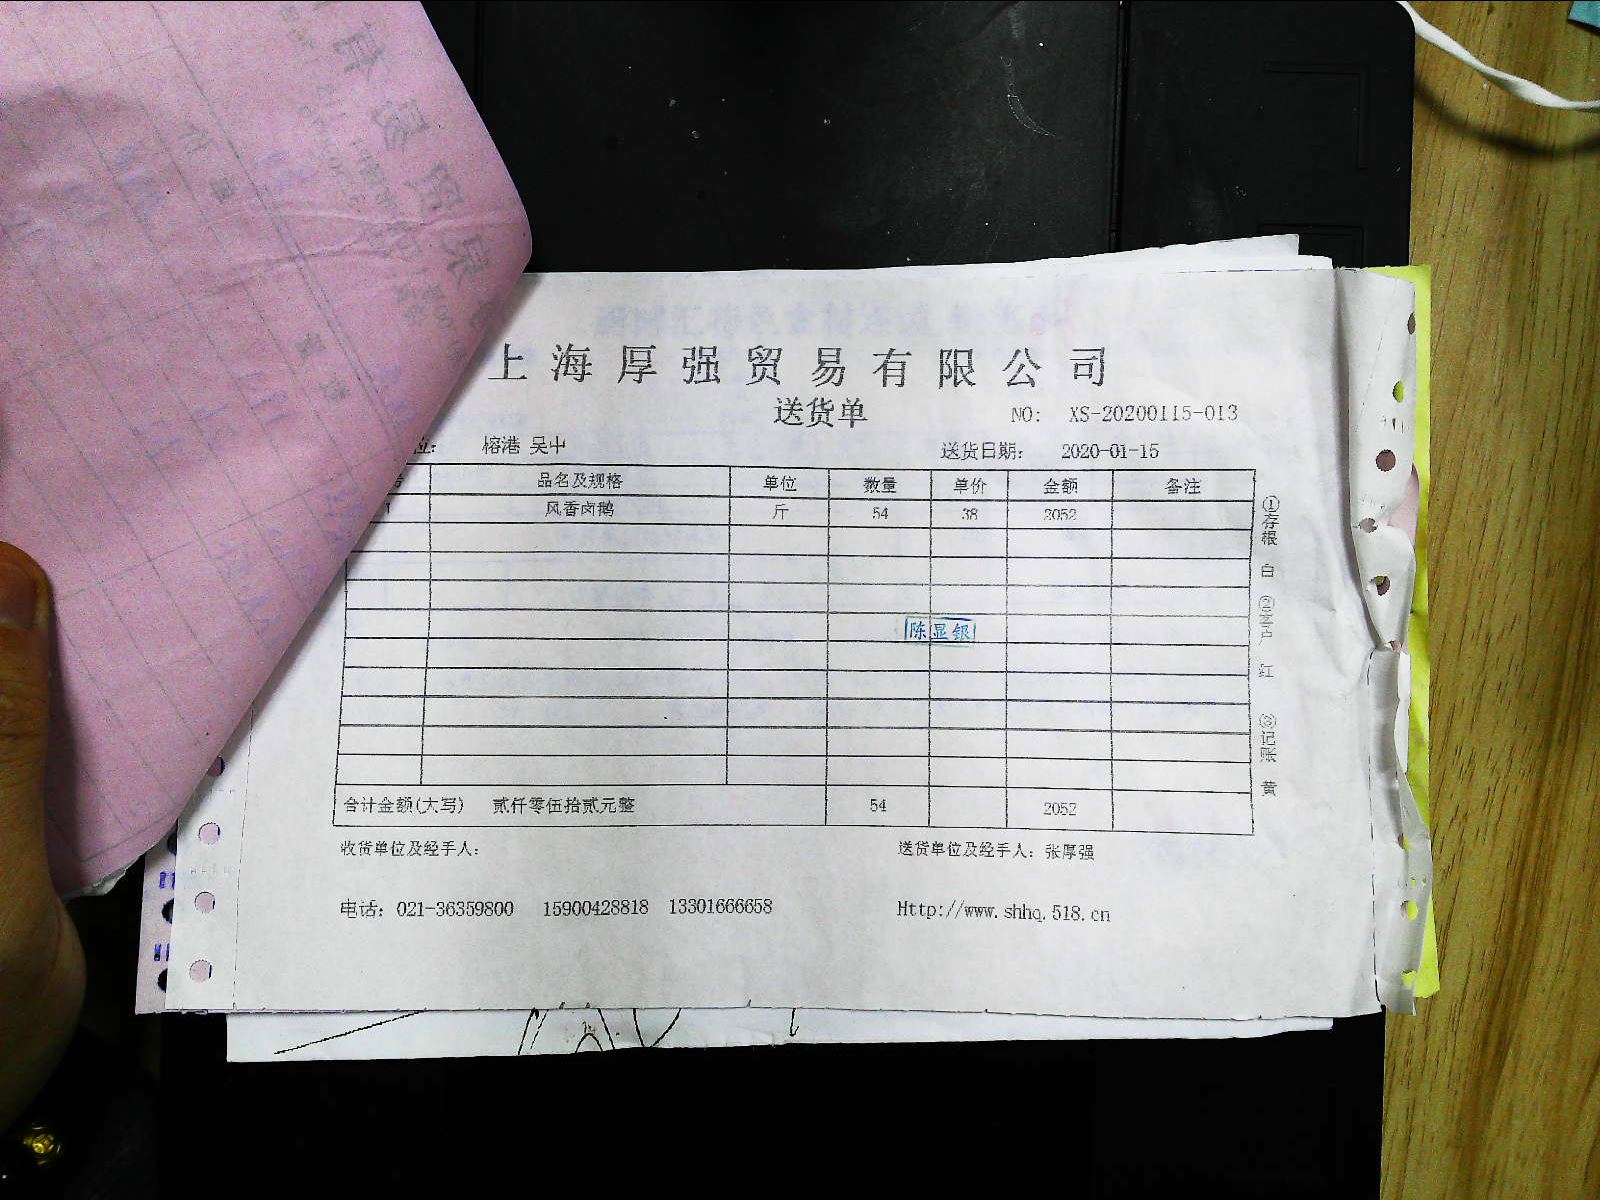 上海厚强贸易有限公司
送货单
NO: XS-20200115-013
位: 榕港 吴中
送货日期: 2020-01-15
号 品名及规格 单位 数量 单价 金额 备注
1 风香卤鹅 斤 54 38 2052
陈显银
合计金额(大写) 贰仟零伍拾贰元整 54 2052
收货单位及经手人:
送货单位及经手人: 张厚强
电话: 021-36359800 15900428818 13301666658
Http://www.shhq.518.cn
①存根 白 ②客户 红 ③记账 黄